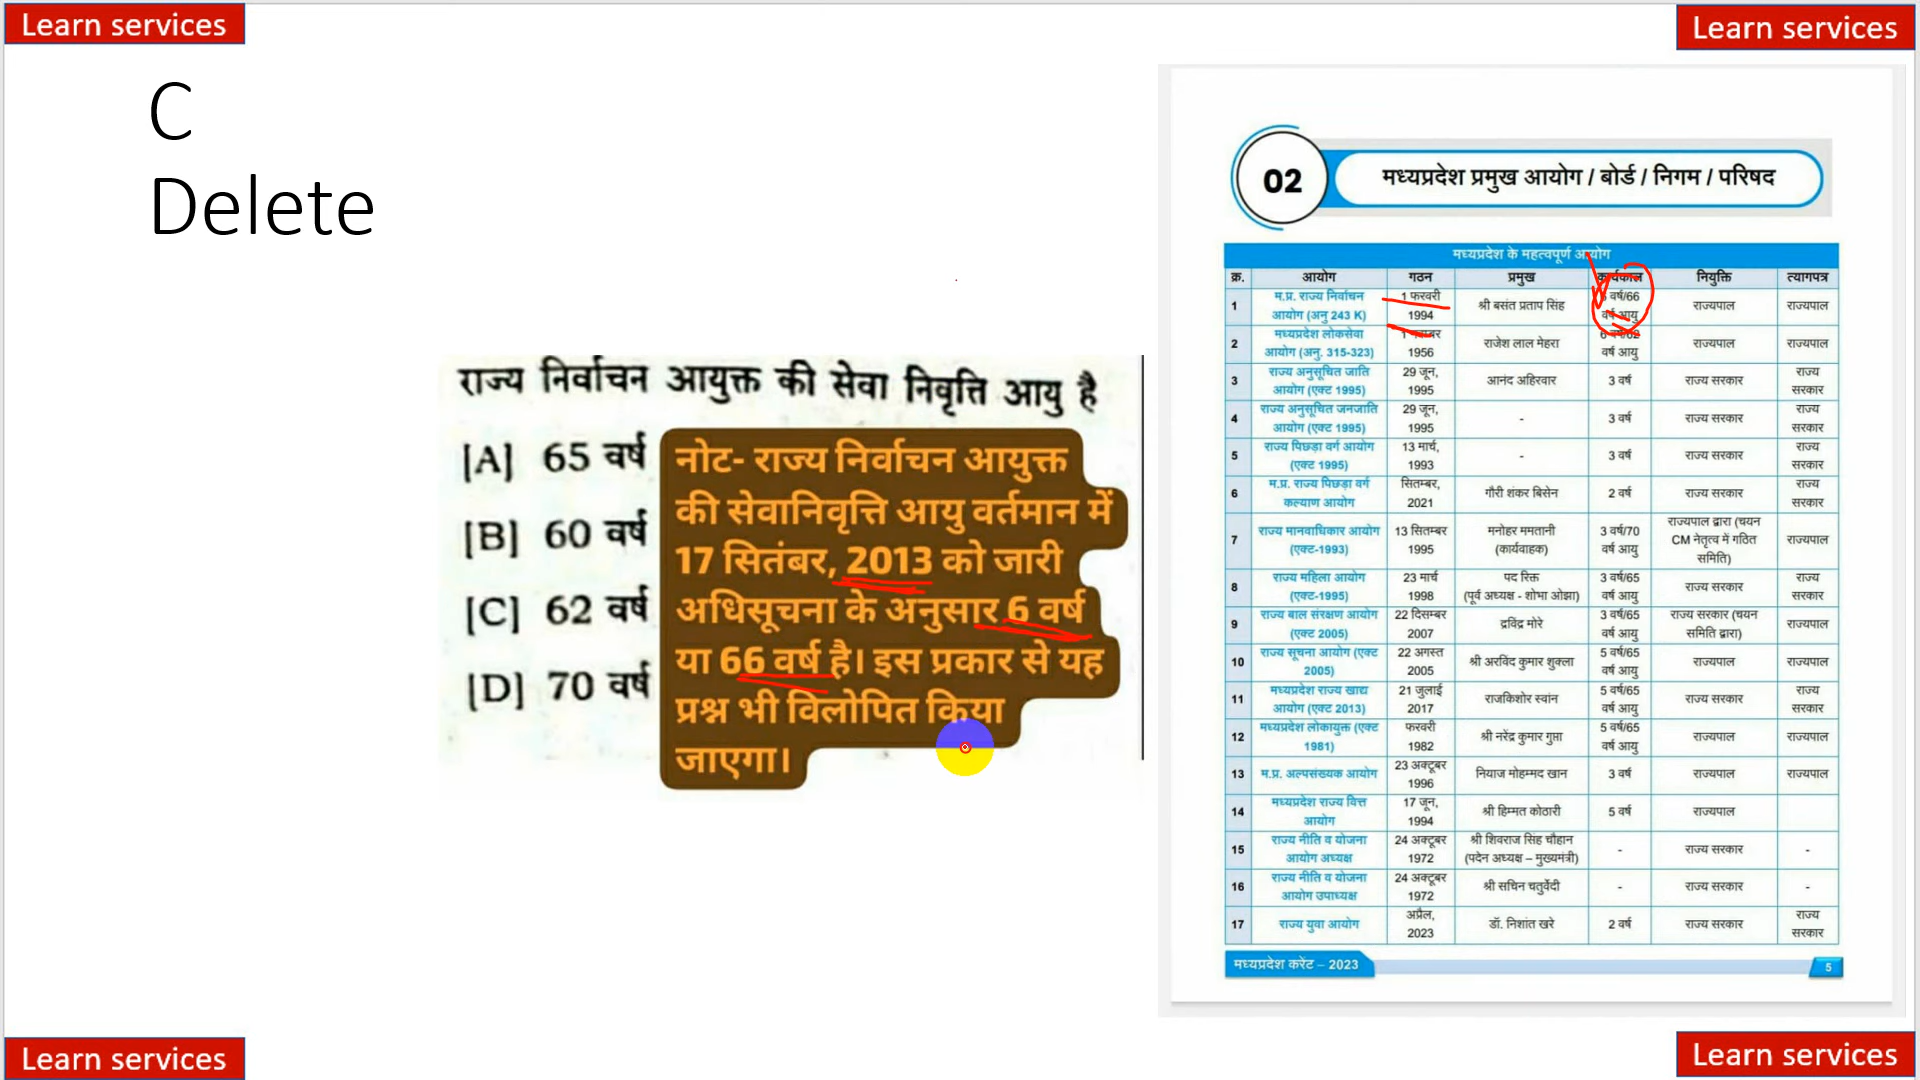 Learn services
Learn services
C
Delete
राज्य निर्वाचन आयुक्त की सेवा निवृत्ति आयु है
[A] 65 वर्ष
[B] 60 वर्ष
[C] 62 वर्ष
[D] 70 वर्ष
नोट- राज्य निर्वाचन आयुक्त
की सेवानिवृत्ति आयु वर्तमान में
17 सितंबर, 2013 को जारी
अधिसूचना के अनुसार 6 वर्ष
या 66 वर्ष है। इस प्रकार से यह
प्रश्न भी विलोपित किया
जाएगा।
02
मध्यप्रदेश प्रमुख आयोग / बोर्ड / निगम / परिषद
मध्यप्रदेश के महत्वपूर्ण आयोग
क्र. आयोग गठन प्रमुख कार्यकाल नियुक्ति त्यागपत्र
1 म.प्र. राज्य निर्वाचन आयोग (अनु 243 K) 1 फरवरी 1994 श्री बसंत प्रताप सिंह वर्ष/66 वर्ष आयु राज्यपाल राज्यपाल
2 मध्यप्रदेश लोकसेवा आयोग (अनु. 315-323) 1956 राजेश लाल मेहरा 6 वर्ष/62 वर्ष आयु राज्यपाल राज्यपाल
3 राज्य अनुसूचित जाति आयोग (एक्ट 1995) 29 जून, 1995 आनंद अहिरवार 3 वर्ष राज्य सरकार राज्य सरकार
4 राज्य अनुसूचित जनजाति आयोग (एक्ट 1995) 29 जून, 1995 - 3 वर्ष राज्य सरकार राज्य सरकार
5 राज्य पिछड़ा वर्ग आयोग (एक्ट 1995) 13 मार्च, 1993 - 3 वर्ष राज्य सरकार राज्य सरकार
6 म.प्र. राज्य पिछड़ा वर्ग कल्याण आयोग सितम्बर, 2021 गौरी शंकर बिसेन 2 वर्ष राज्य सरकार राज्य सरकार
7 राज्य मानवाधिकार आयोग (एक्ट-1993) 13 सितम्बर 1995 मनोहर ममतानी (कार्यवाहक) 3 वर्ष/70 वर्ष आयु राज्यपाल द्वारा (चयन CM नेतृत्व में गठित समिति) राज्यपाल
8 राज्य महिला आयोग (एक्ट-1995) 23 मार्च 1998 पद रिक्त (पूर्व अध्यक्ष - शोभा ओझा) 3 वर्ष/65 वर्ष आयु राज्य सरकार राज्य सरकार
9 राज्य बाल संरक्षण आयोग (एक्ट 2005) 22 दिसम्बर 2007 द्रविंद्र मोरे 3 वर्ष/65 वर्ष आयु राज्य सरकार (चयन समिति द्वारा) राज्यपाल
10 राज्य सूचना आयोग (एक्ट 2005) 22 अगस्त 2005 श्री अरविंद कुमार शुक्ला 5 वर्ष/65 वर्ष आयु राज्यपाल राज्यपाल
11 मध्यप्रदेश राज्य खाद्य आयोग (एक्ट 2013) 21 जुलाई 2017 राजकिशोर स्वांन 5 वर्ष/65 वर्ष आयु राज्य सरकार राज्य सरकार
12 मध्यप्रदेश लोकायुक्त (एक्ट 1981) फरवरी 1982 श्री नरेंद्र कुमार गुप्ता 5 वर्ष/65 वर्ष आयु राज्यपाल राज्यपाल
13 म.प्र. अल्पसंख्यक आयोग 23 अक्टूबर 1996 नियाज मोहम्मद खान 3 वर्ष राज्यपाल राज्यपाल
14 मध्यप्रदेश राज्य वित्त आयोग 17 जून, 1994 श्री हिम्मत कोठारी 5 वर्ष राज्यपाल
15 राज्य नीति व योजना आयोग अध्यक्ष 24 अक्टूबर 1972 श्री शिवराज सिंह चौहान (पदेन अध्यक्ष – मुख्यमंत्री) - राज्य सरकार -
16 राज्य नीति व योजना आयोग उपाध्यक्ष 24 अक्टूबर 1972 श्री सचिन चतुर्वेदी - राज्य सरकार -
17 राज्य युवा आयोग अप्रैल, 2023 डॉ. निशांत खरे 2 वर्ष राज्य सरकार राज्य सरकार
मध्यप्रदेश करेंट – 2023
5
Learn services
Learn services